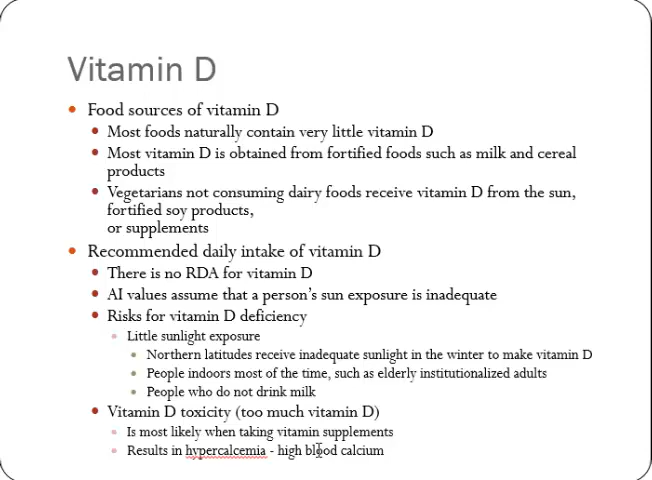 Vitamin D
Food sources of vitamin D
Most foods naturally contain very little vitamin D
Most vitamin D is obtained from fortified foods such as milk and cereal
products
Vegetarians not consuming dairy foods receive vitamin D from the sun,
fortified soy products,
or supplements
Recommended daily intake of vitamin D
There is no RDA for vitamin D
AI values assume that a person's sun exposure is inadequate
Risks for vitamin D deficiency
Little sunlight exposure
Northern latitudes receive inadequate sunlight in the winter to make vitamin D
People indoors most of the time, such as elderly institutionalized adults
People who do not drink milk
Vitamin D toxicity (too much vitamin D)
Is most likely when taking vitamin supplements
Results in hypercalcemia - high blood calcium